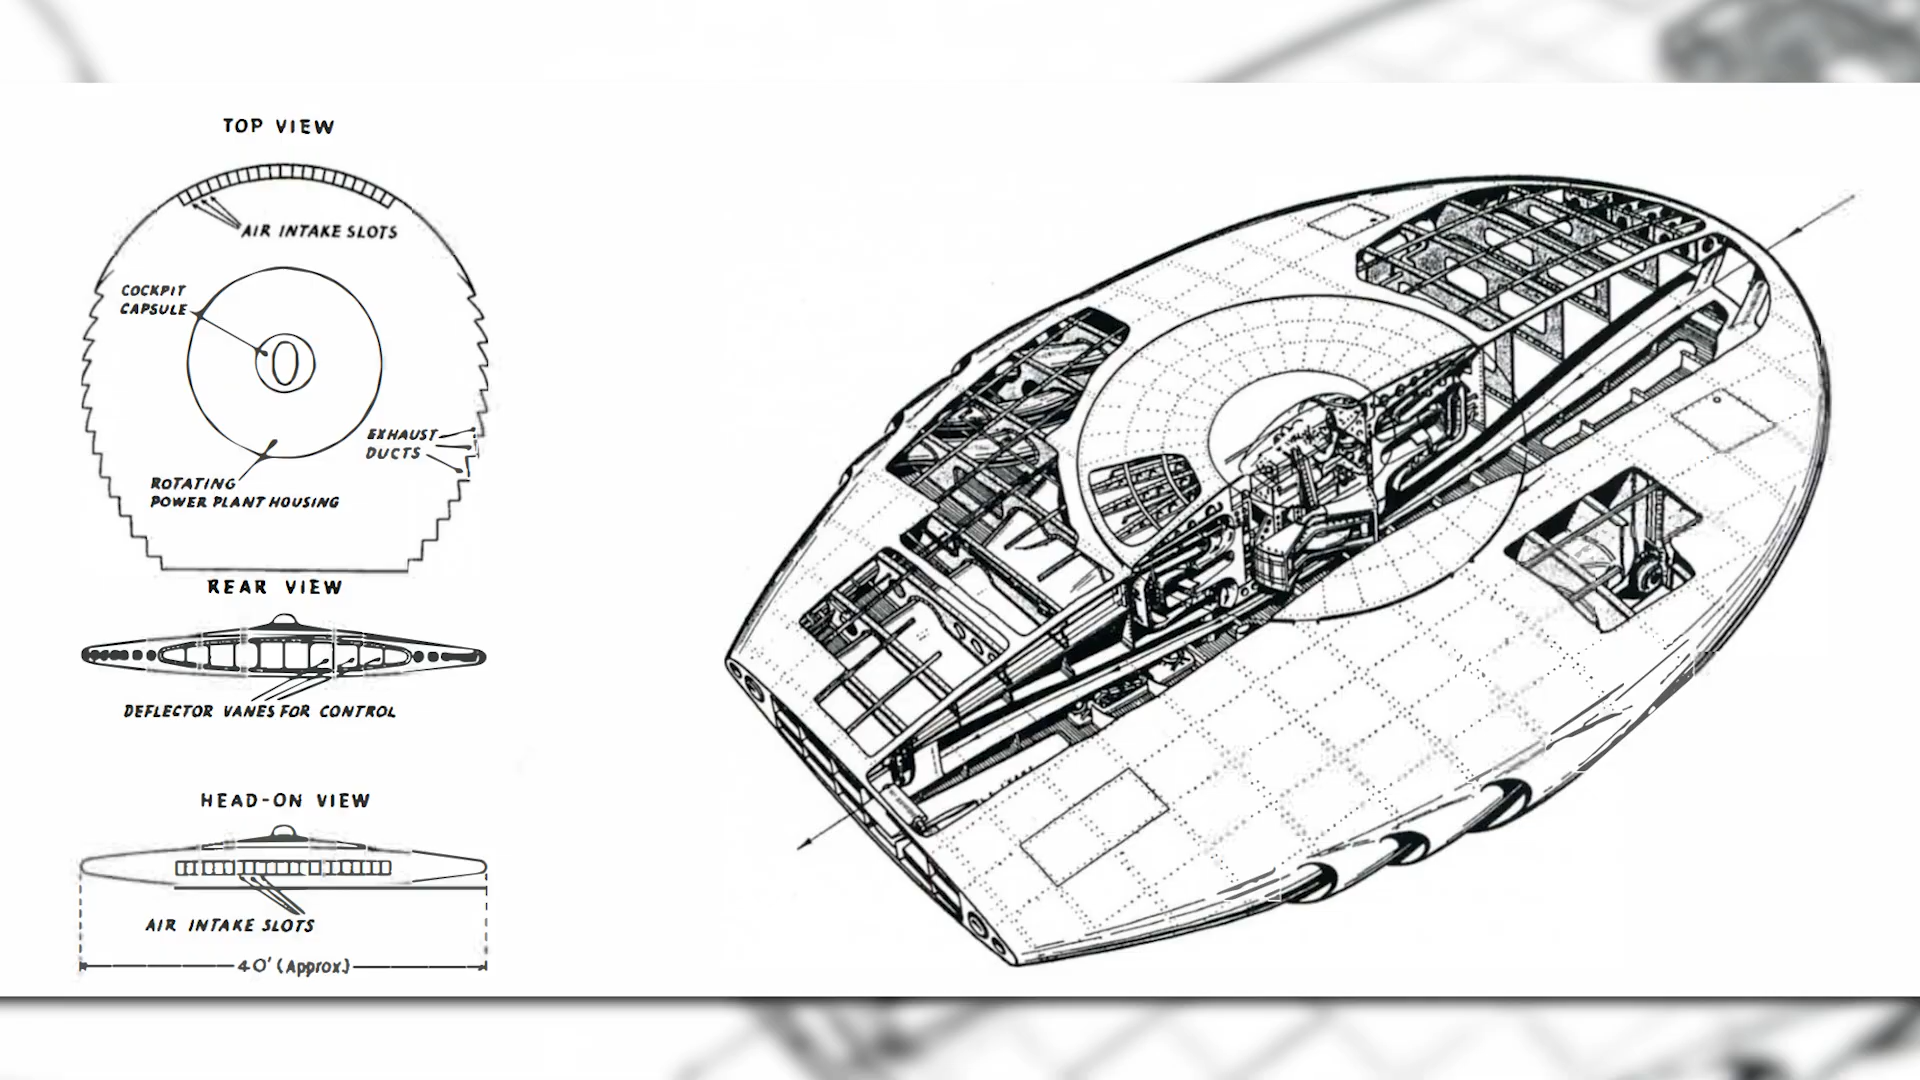 TOP VIEW
AIR INTAKE SLOTS
COCKPIT
CAPSULE
EXHAUST
DUCTS
ROTATING
POWER PLANT HOUSING
REAR VIEW
DEFLECTOR VANES FOR CONTROL
HEAD-ON VIEW
AIR INTAKE SLOTS
40' (Approx.)